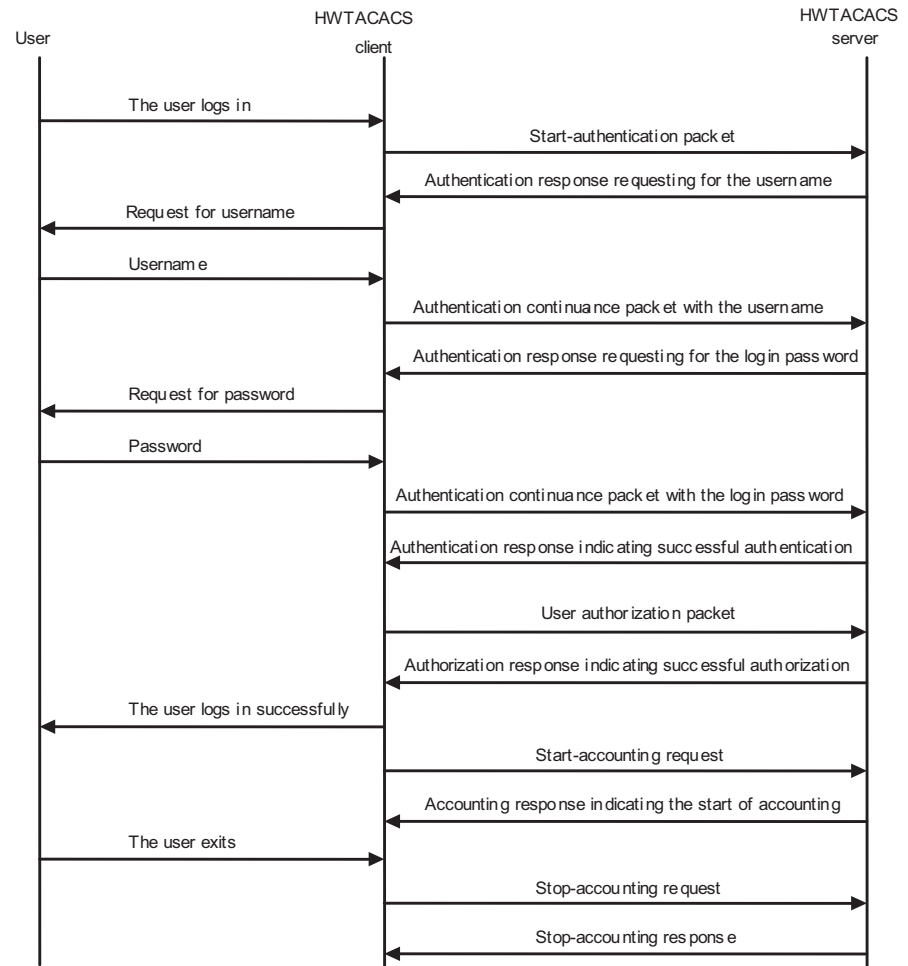 User
HWTACACS
client
HWTACACS
server
The user logs in
Start-authentication packet
Authentication response requesting for the username
Request for username
Username
Authentication continuance packet with the username
Authentication response requesting for the login password
Request for password
Password
Authentication continuance packet with the login password
Authentication response indicating successful authentication
User authorization packet
Authorization response indicating successful authorization
The user logs in successfully
Start-accounting request
Accounting response indicating the start of accounting
The user exits
Stop-accounting request
Stop-accounting response